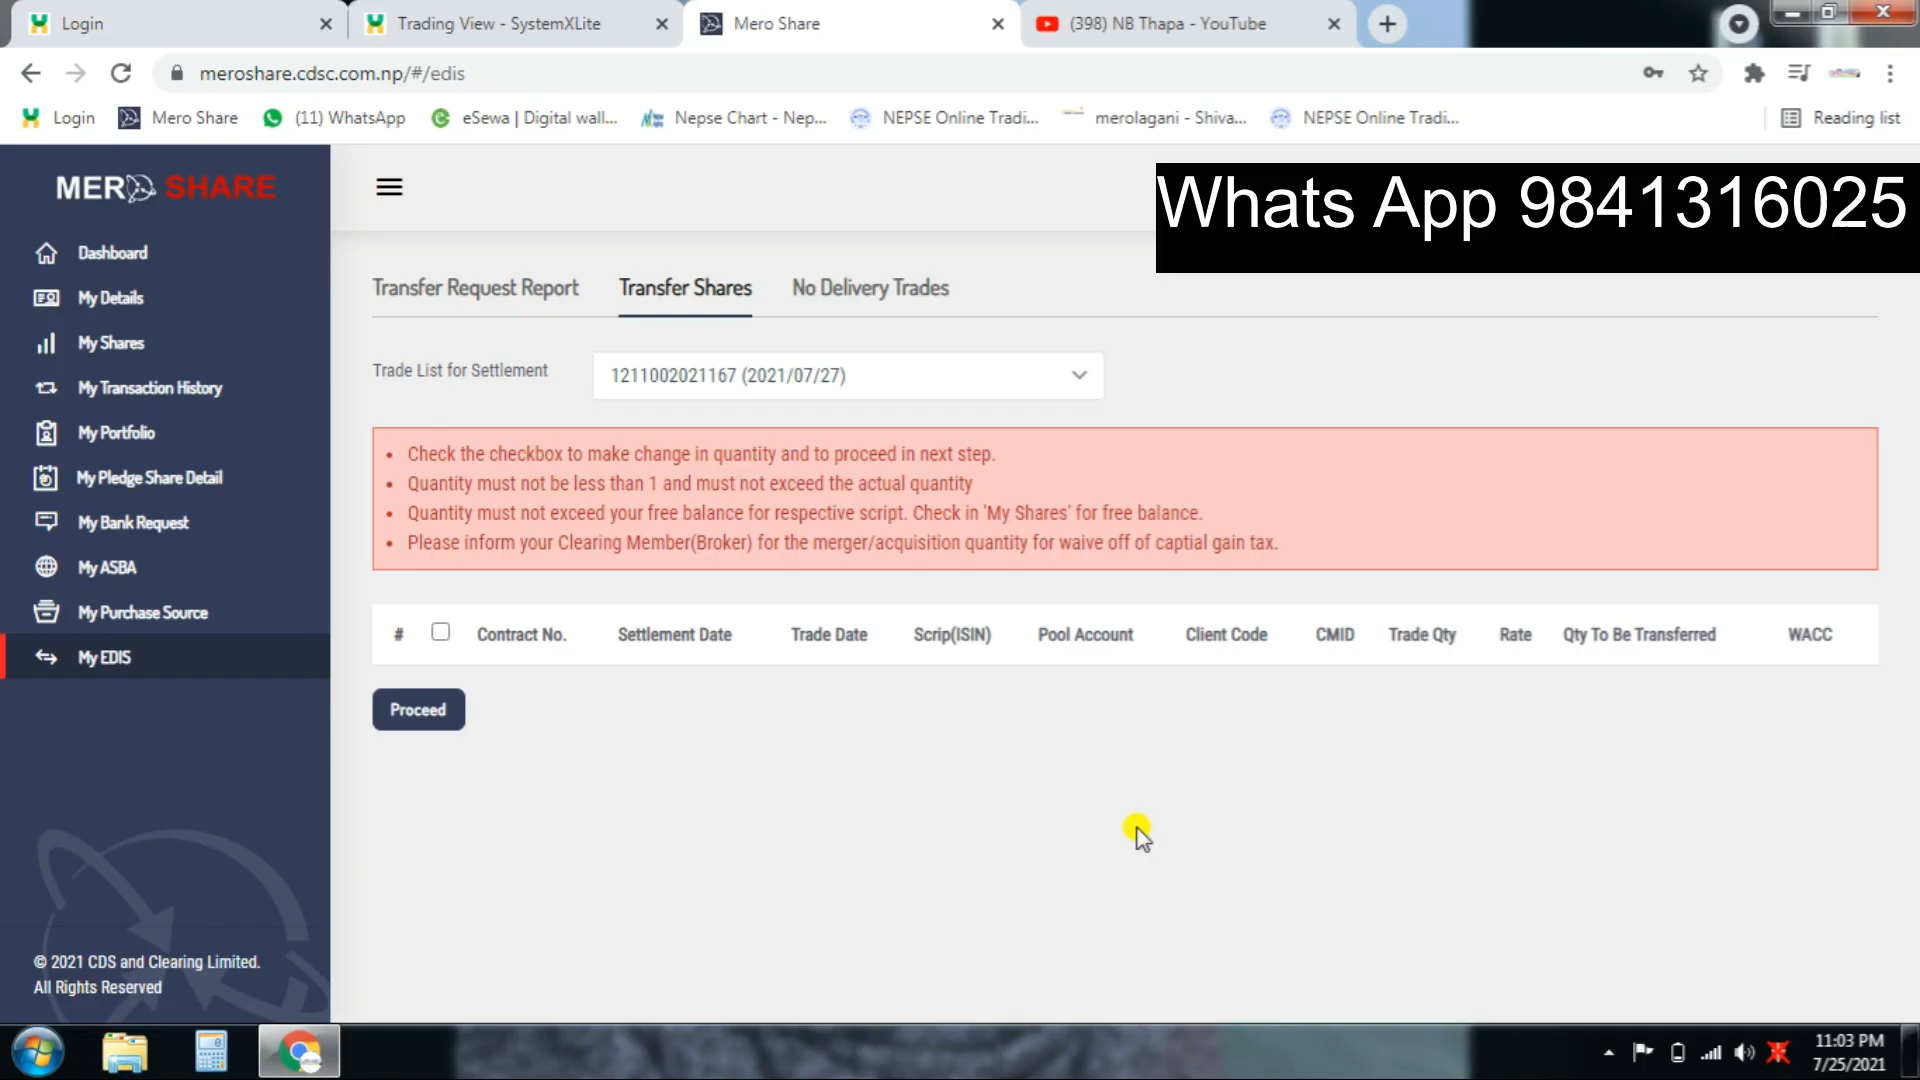 Login
Trading View - SystemXLite
Mero Share
(398) NB Thapa - YouTube
meroshare.cdsc.com.np/#/edis
Login
Mero Share
(11) WhatsApp
eSewa | Digital wall...
Nepse Chart - Nep...
NEPSE Online Tradi...
merolagani - Shiva...
NEPSE Online Tradi...
Reading list
MERO SHARE
Whats App 9841316025
Dashboard
My Details
My Shares
My Transaction History
My Portfolio
My Pledge Share Detail
My Bank Request
My ASBA
My Purchase Source
My EDIS
© 2021 CDS and Clearing Limited.
All Rights Reserved
Transfer Request Report
Transfer Shares
No Delivery Trades
Trade List for Settlement
1211002021167 (2021/07/27)
• Check the checkbox to make change in quantity and to proceed in next step.
• Quantity must not be less than 1 and must not exceed the actual quantity
• Quantity must not exceed your free balance for respective script. Check in 'My Shares' for free balance.
• Please inform your Clearing Member(Broker) for the merger/acquisition quantity for waive off of captial gain tax.
# Contract No. Settlement Date Trade Date Scrip(ISIN) Pool Account Client Code CMID Trade Qty Rate Qty To Be Transferred WACC
Proceed
11:03 PM
7/25/2021